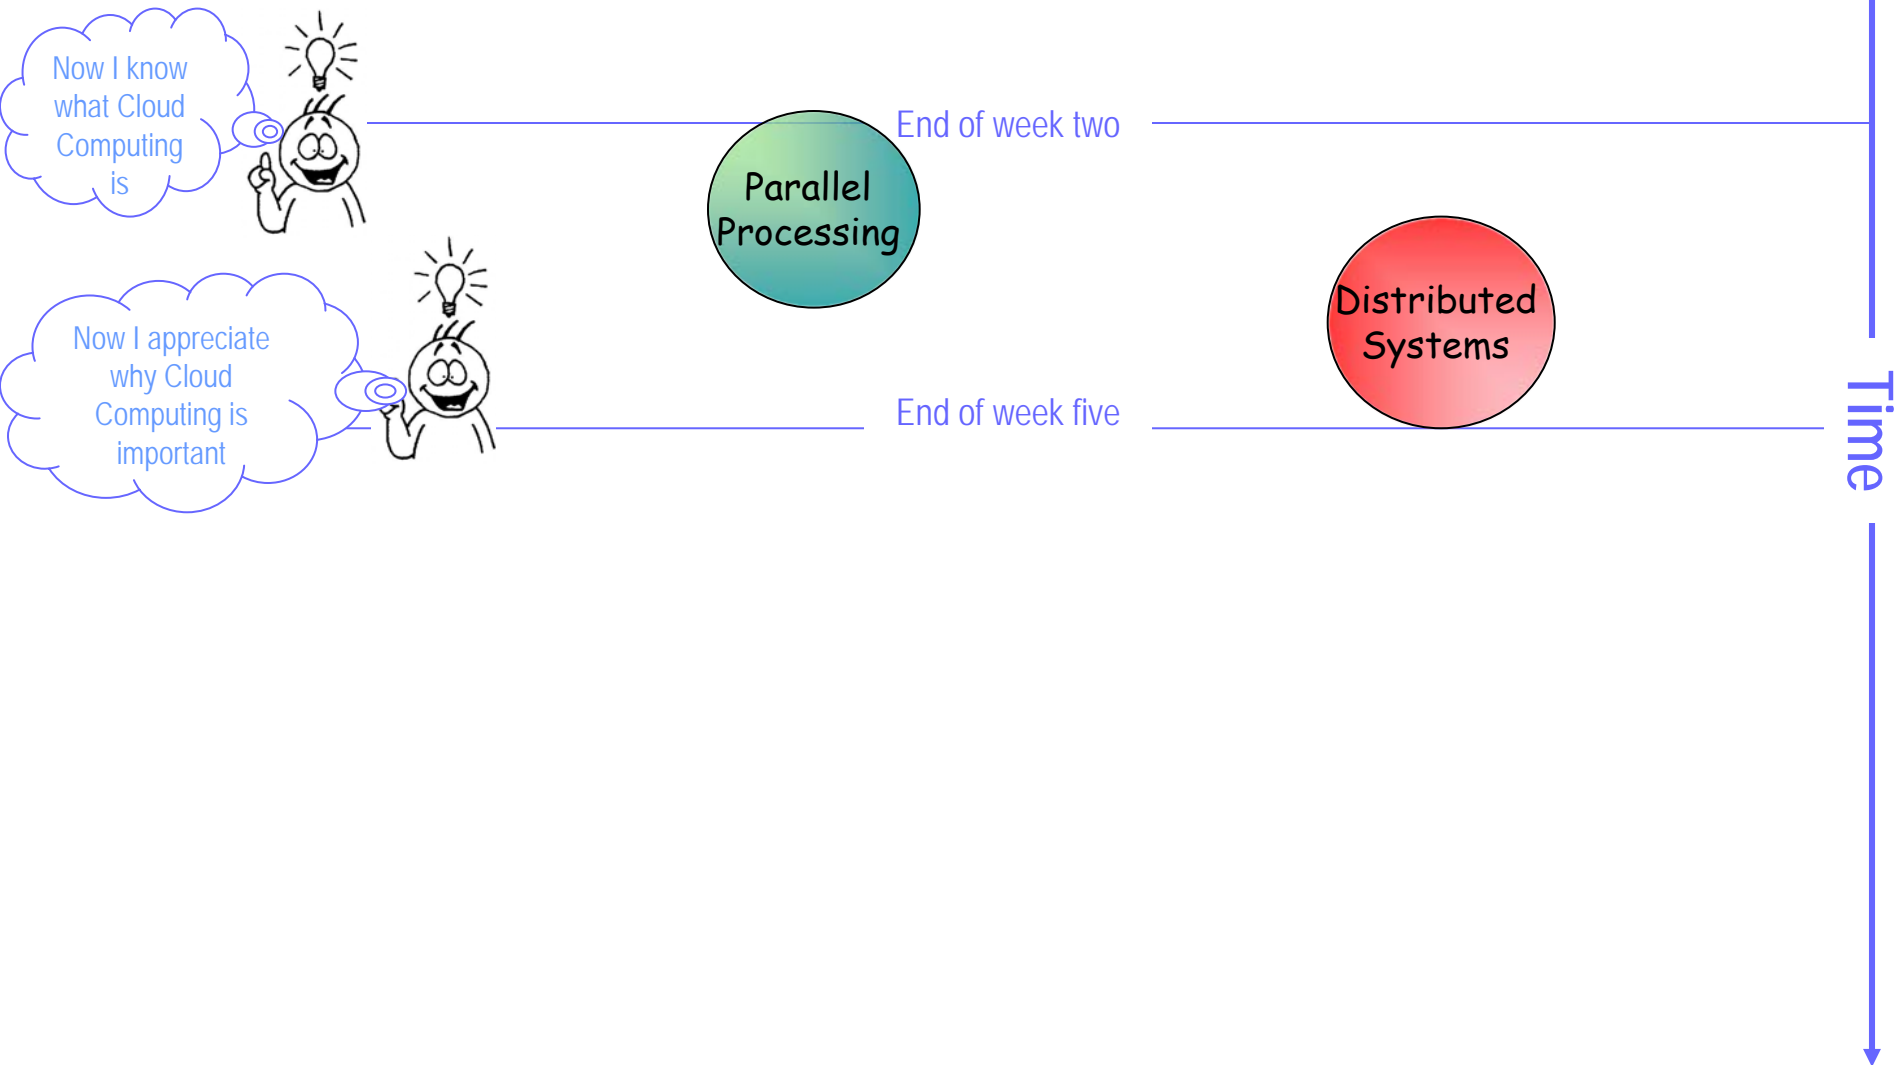 Now I know
what Cloud
Computing
is
End of week two
Parallel
Processing
Distributed
Systems
Now I appreciate
why Cloud
Computing is
important
End of week five
Time